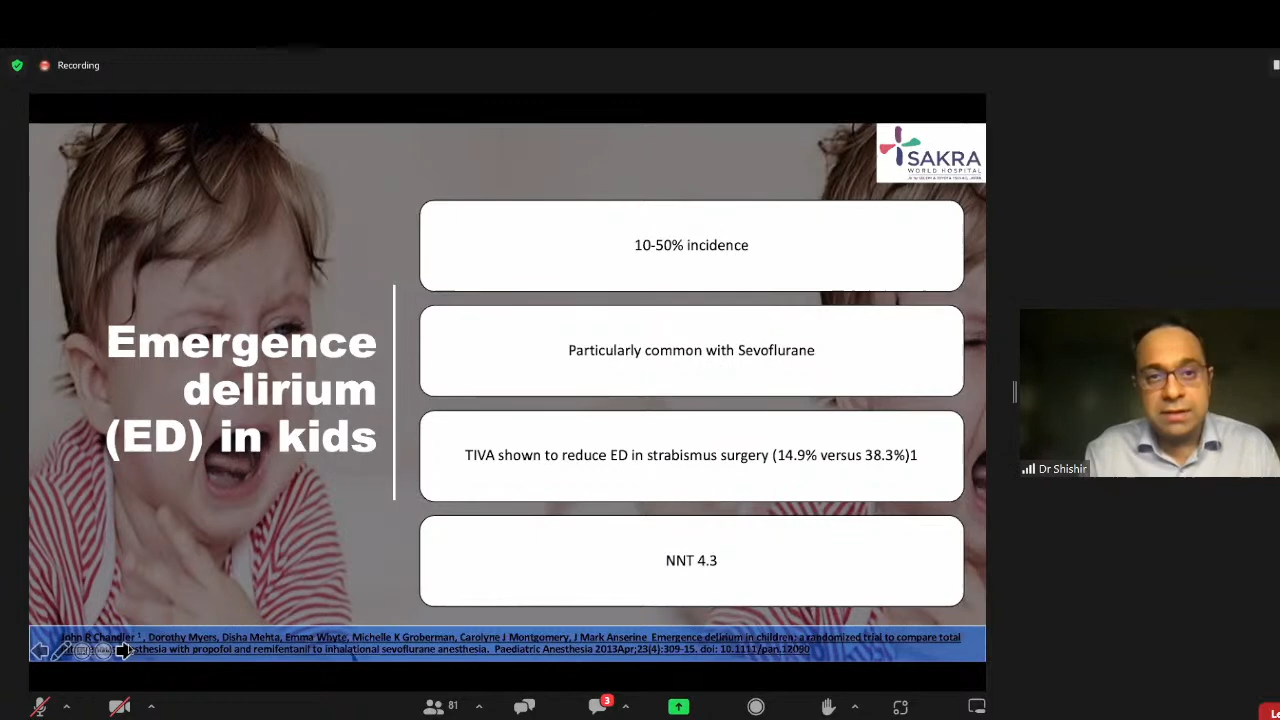 Recording
SAKRA
WORLD HOSPITAL
10-50% incidence
Particularly common with Sevoflurane
Emergence
delirium
(ED) in kids
TIVA shown to reduce ED in strabismus surgery (14.9% versus 38.3%)1
NNT 4.3
Dr Shishir
John R Chandler 1, Dorothy Myers, Disha Mehta, Emma Whyte, Michelle K Groberman, Carolyne J Montgomery, J Mark Anserine Emergence delirium in children: a randomized trial to compare total
with propofol and remifentanil to inhalational sevoflurane anesthesia. Paediatric Anesthesia 2013Apr;23(4):309-15. doi: 10.1111/pan.12090
81
3